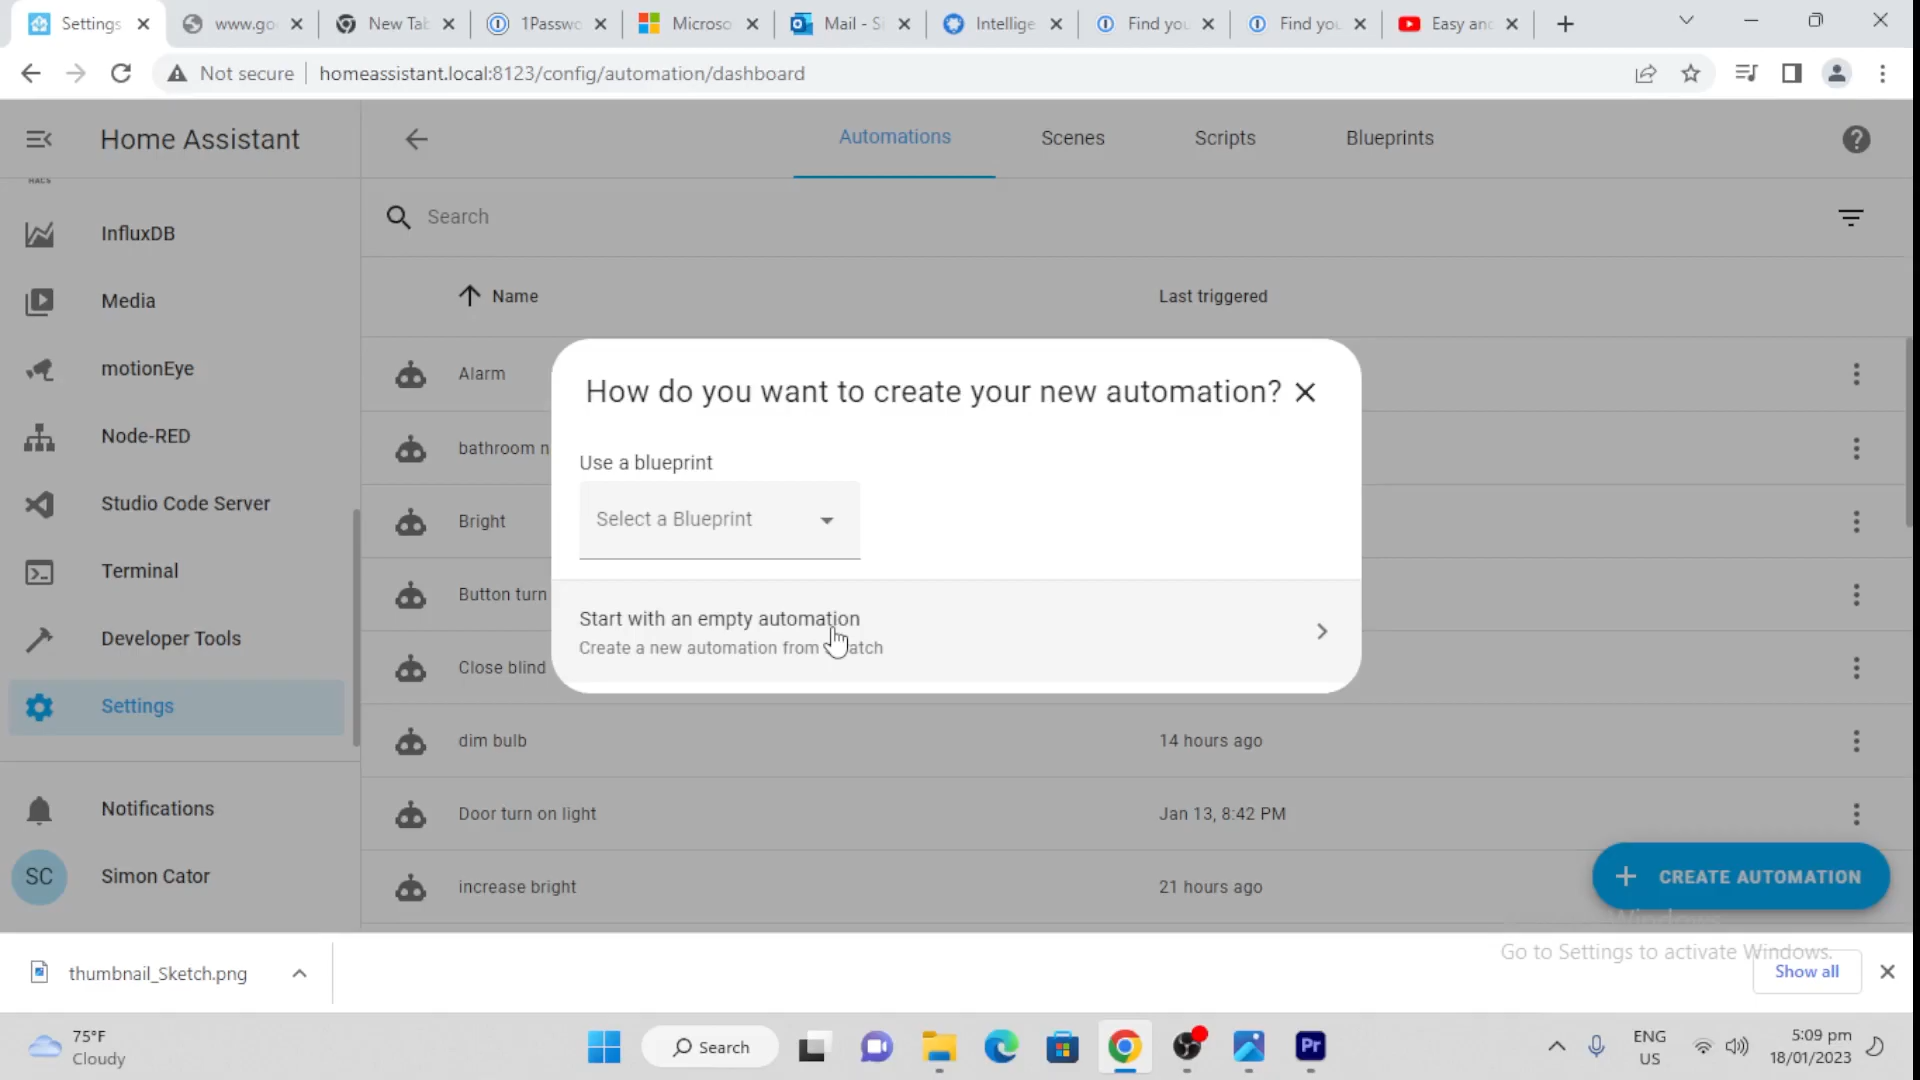 Settings
www.go
New Tab
1Passwo
Microso
Mail - Si
Intellige
Find you
Find you
Easy and
Not secure
homeassistant.local:8123/config/automation/dashboard
Home Assistant
Automations
Scenes
Scripts
Blueprints
HACS
Search
InfluxDB
Name
Last triggered
Media
motionEye
Alarm
How do you want to create your new automation?
Node-RED
bathroom n
Use a blueprint
Studio Code Server
Bright
Select a Blueprint
Terminal
Button turn
Start with an empty automation
Create a new automation from atch
Developer Tools
Close blind
Settings
dim bulb
14 hours ago
Notifications
Door turn on light
Jan 13, 8:42 PM
SC
Simon Cator
increase bright
21 hours ago
CREATE AUTOMATION
Windows
Go to Settings to activate Windows.
thumbnail_Sketch.png
Show all
75°F
Cloudy
Search
Pr
ENG
US
5:09 pm
18/01/2023